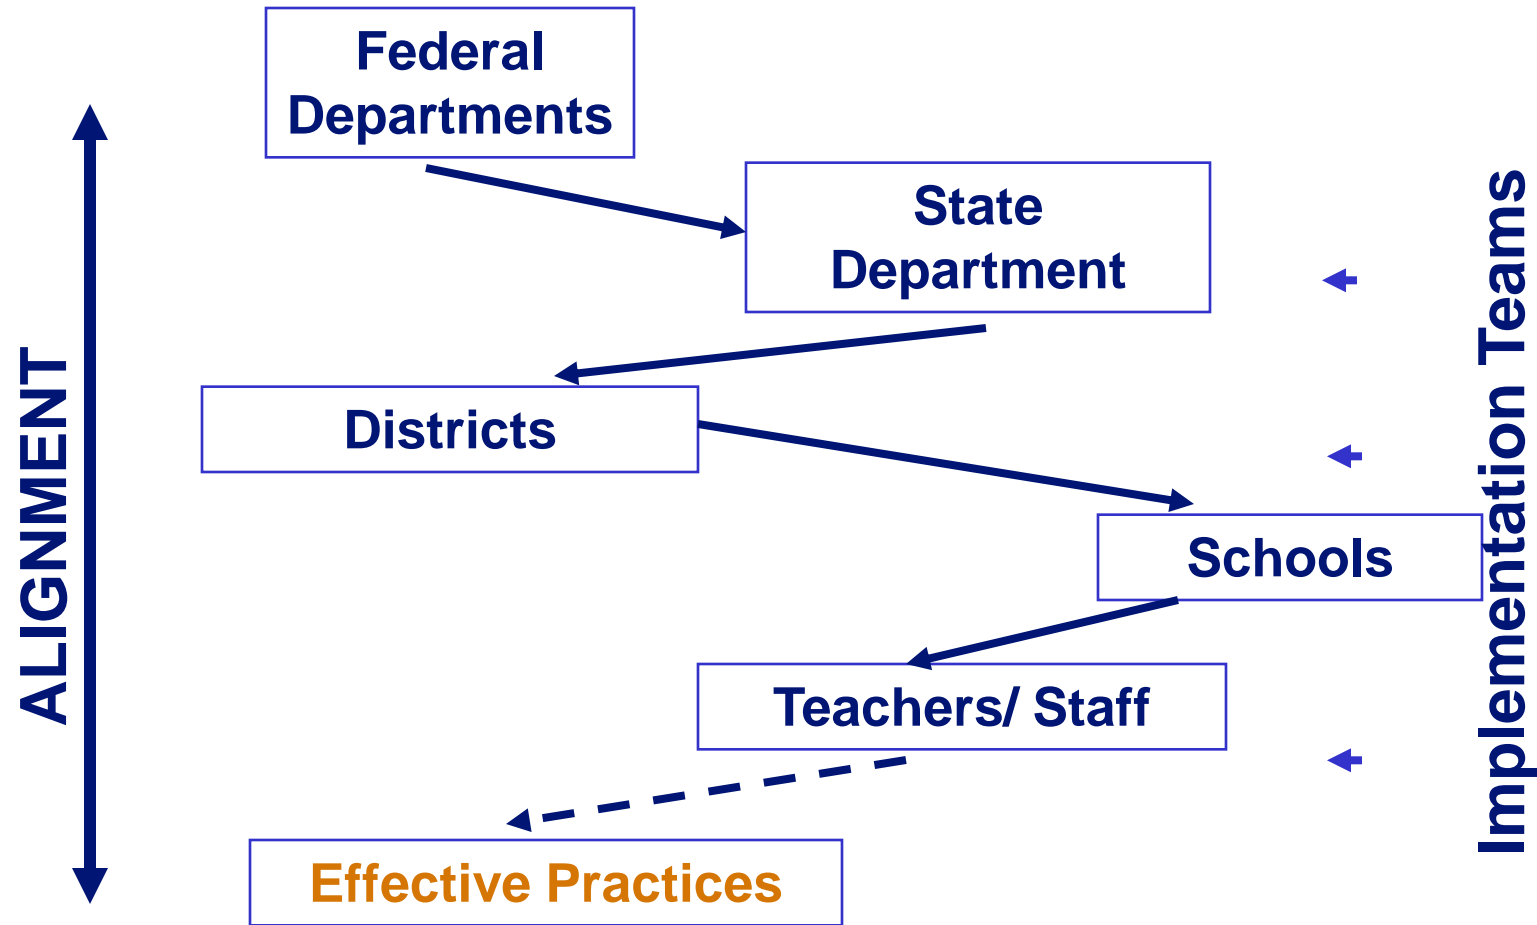 Federal
Departments
State
Department
Districts
Schools
Teachers/ Staff
Effective Practices
ALIGNMENT
Implementation Teams